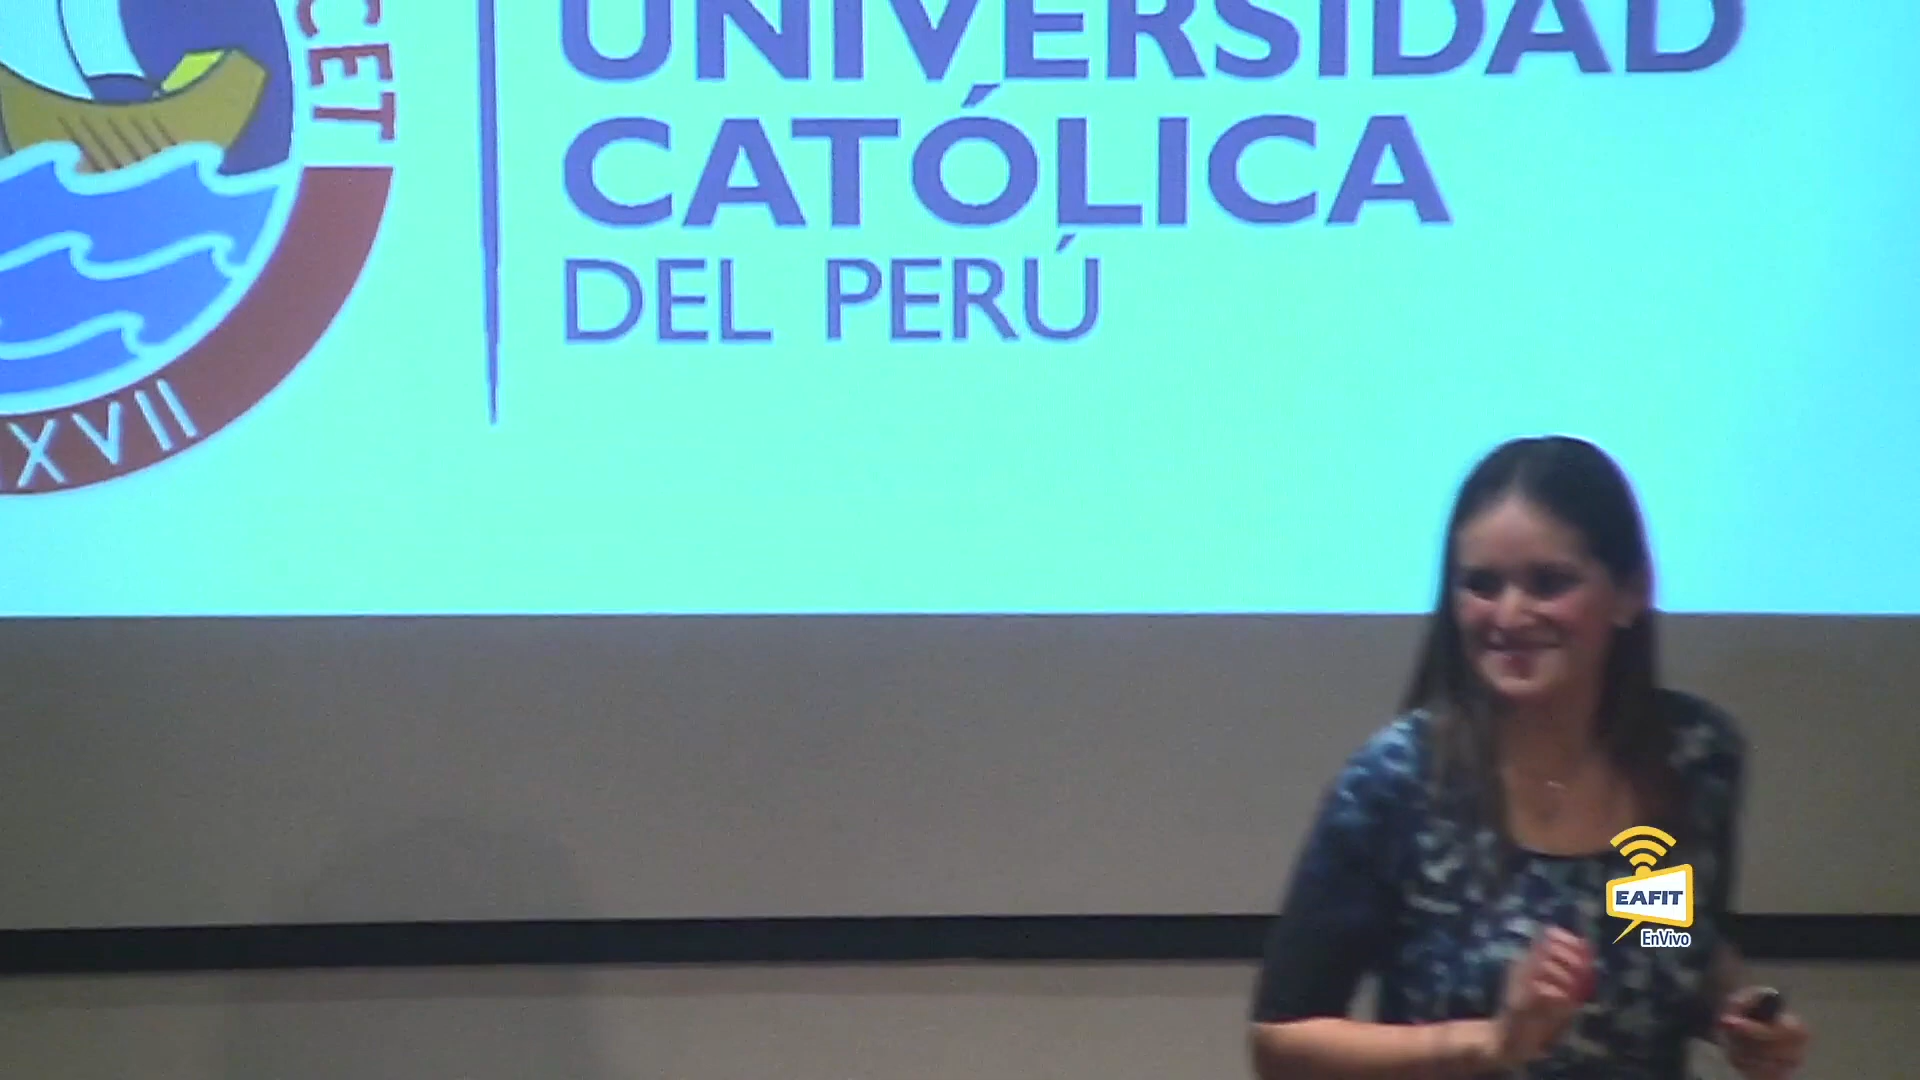 UNIVERSIDAD
CATÓLICA
DEL PERÚ
CET
XVII
EAFIT
EnVivo